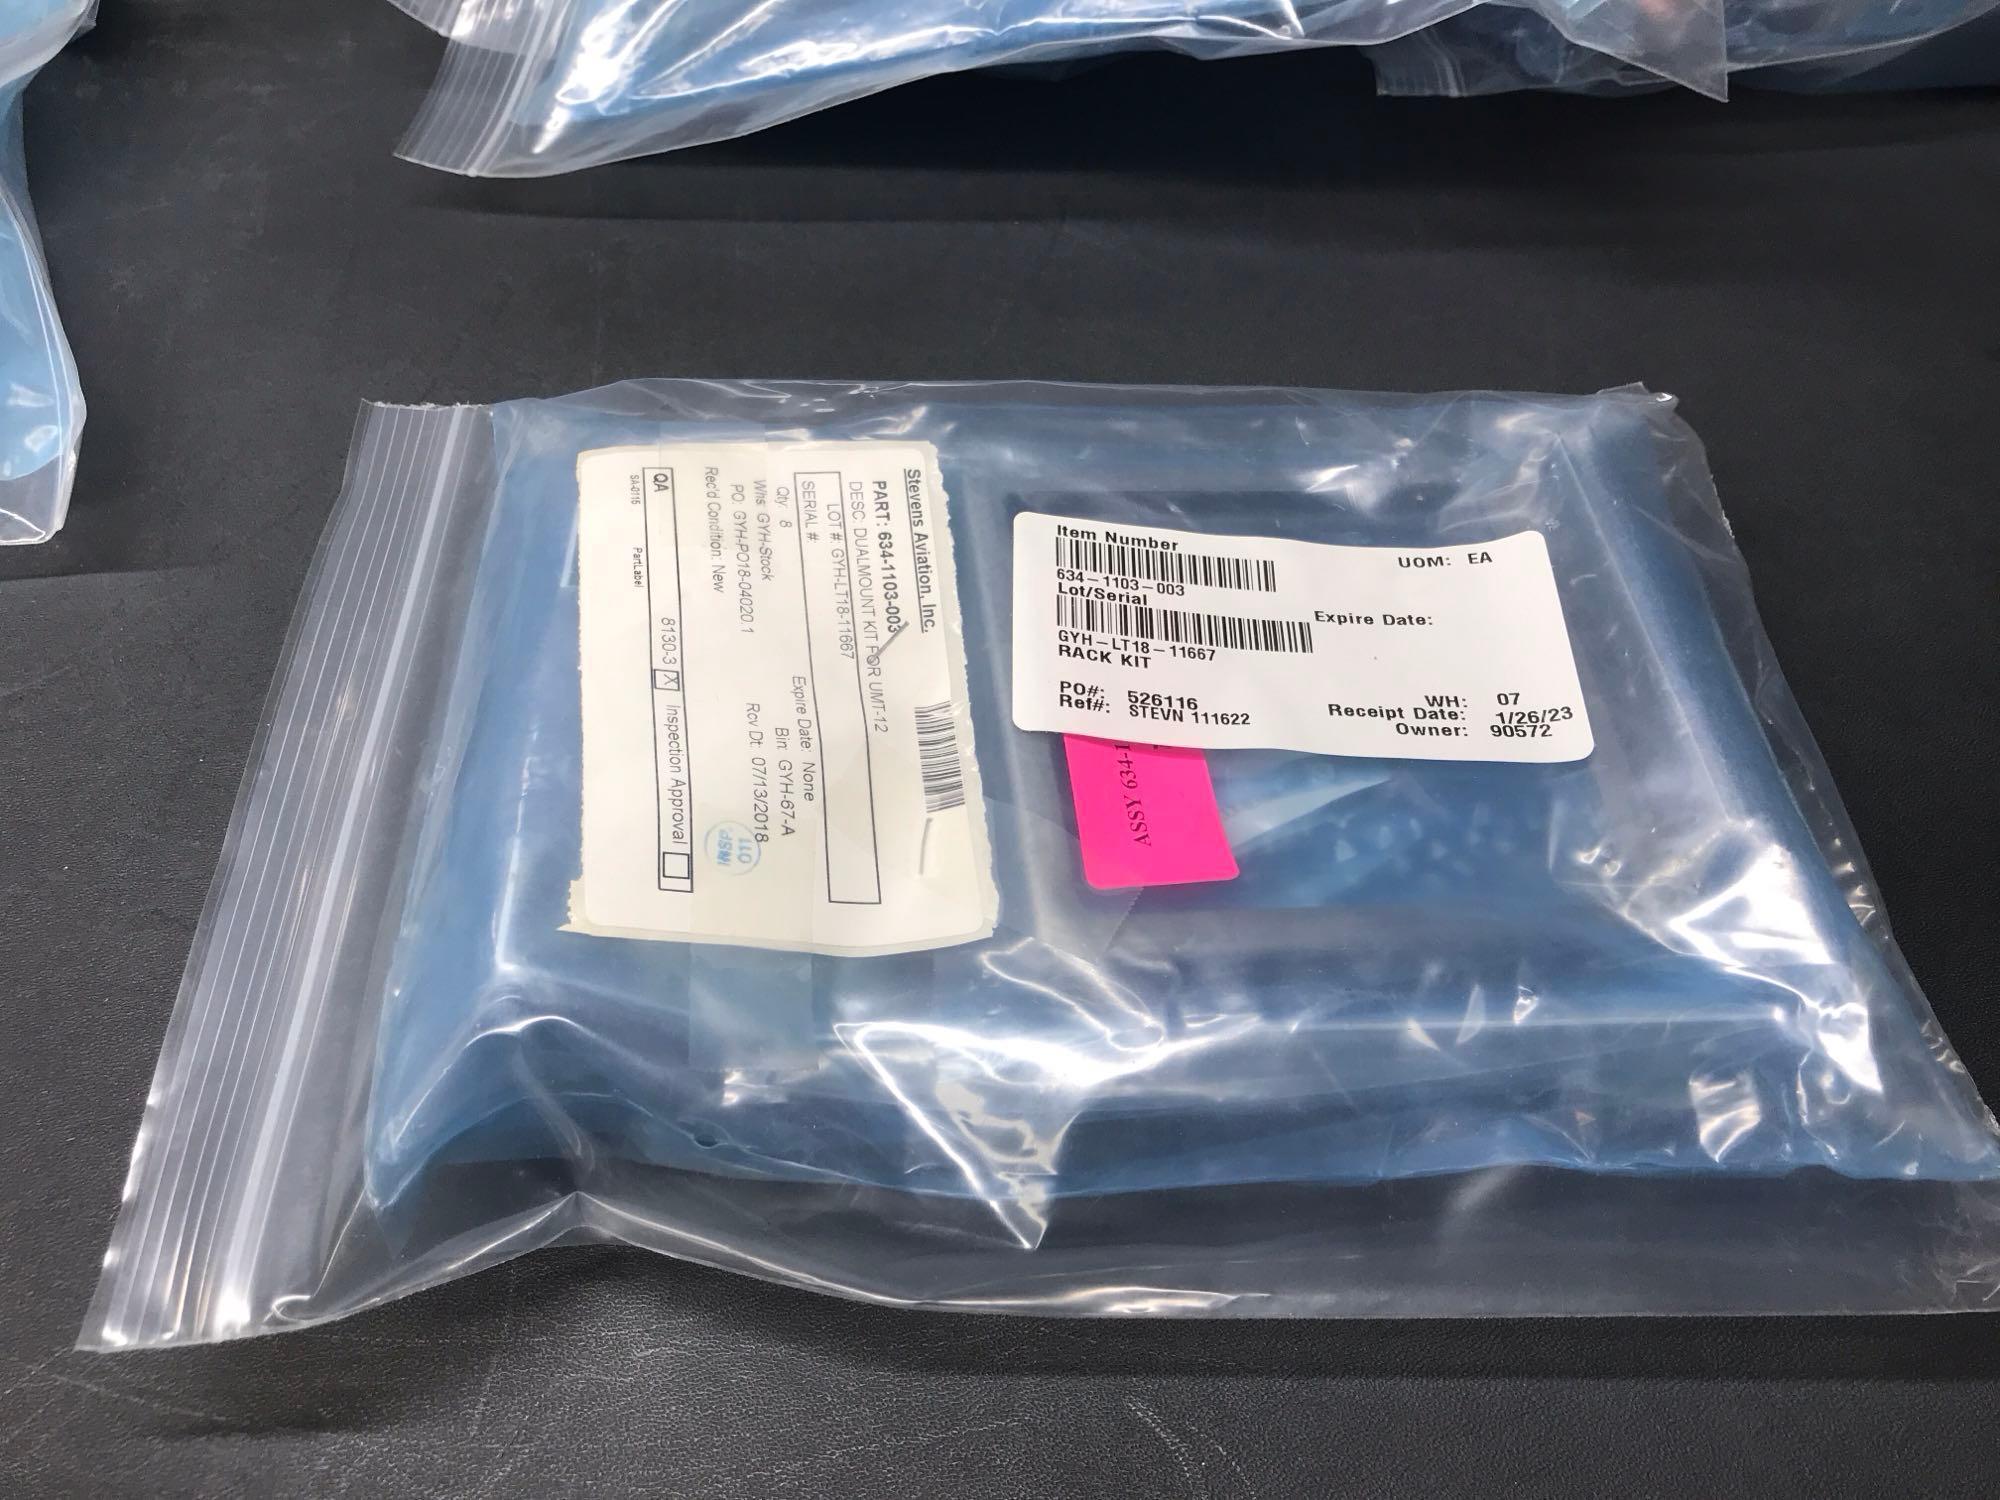 Stevens Aviation, Inc.
PART: 634-1103-003
DESC: DUALMOUNT KIT FOR UMT-12
LOT #: GYH-LT18-11667
SERIAL #:
Qty: 8 Expire Date: None
Whs: GYH-Stock Bin: GYH-67-A
PO: GYH-PO18-04020.1 Rcv Dt: 07/13/2018
Rec'd Condition: New
INSP.
011
QA 8130-3 X Inspection Approval
SA-0115 PartLabel
Item Number UOM: EA
634-1103-003
Lot/Serial Expire Date:
GYH-LT18-11667
RACK KIT
PO#: 526116 WH: 07
Ref#: STEVN 111622 Receipt Date: 1/26/23
Owner: 90572
ASSY 634-1